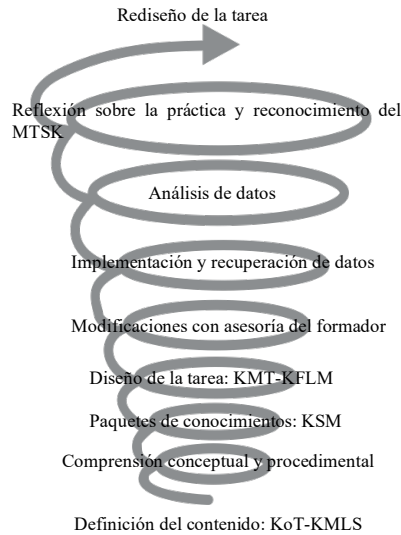 Rediseño de la tarea
Reflexión sobre la práctica y reconocimiento del
MTSK
Análisis de datos
Implementación y recuperación de datos
Modificaciones con asesoría del formador
Diseño de la tarea: KMT-KFLM
Paquetes de conocimientos: KSM
Comprensión conceptual y procedimental
Definición del contenido: KoT-KMLS